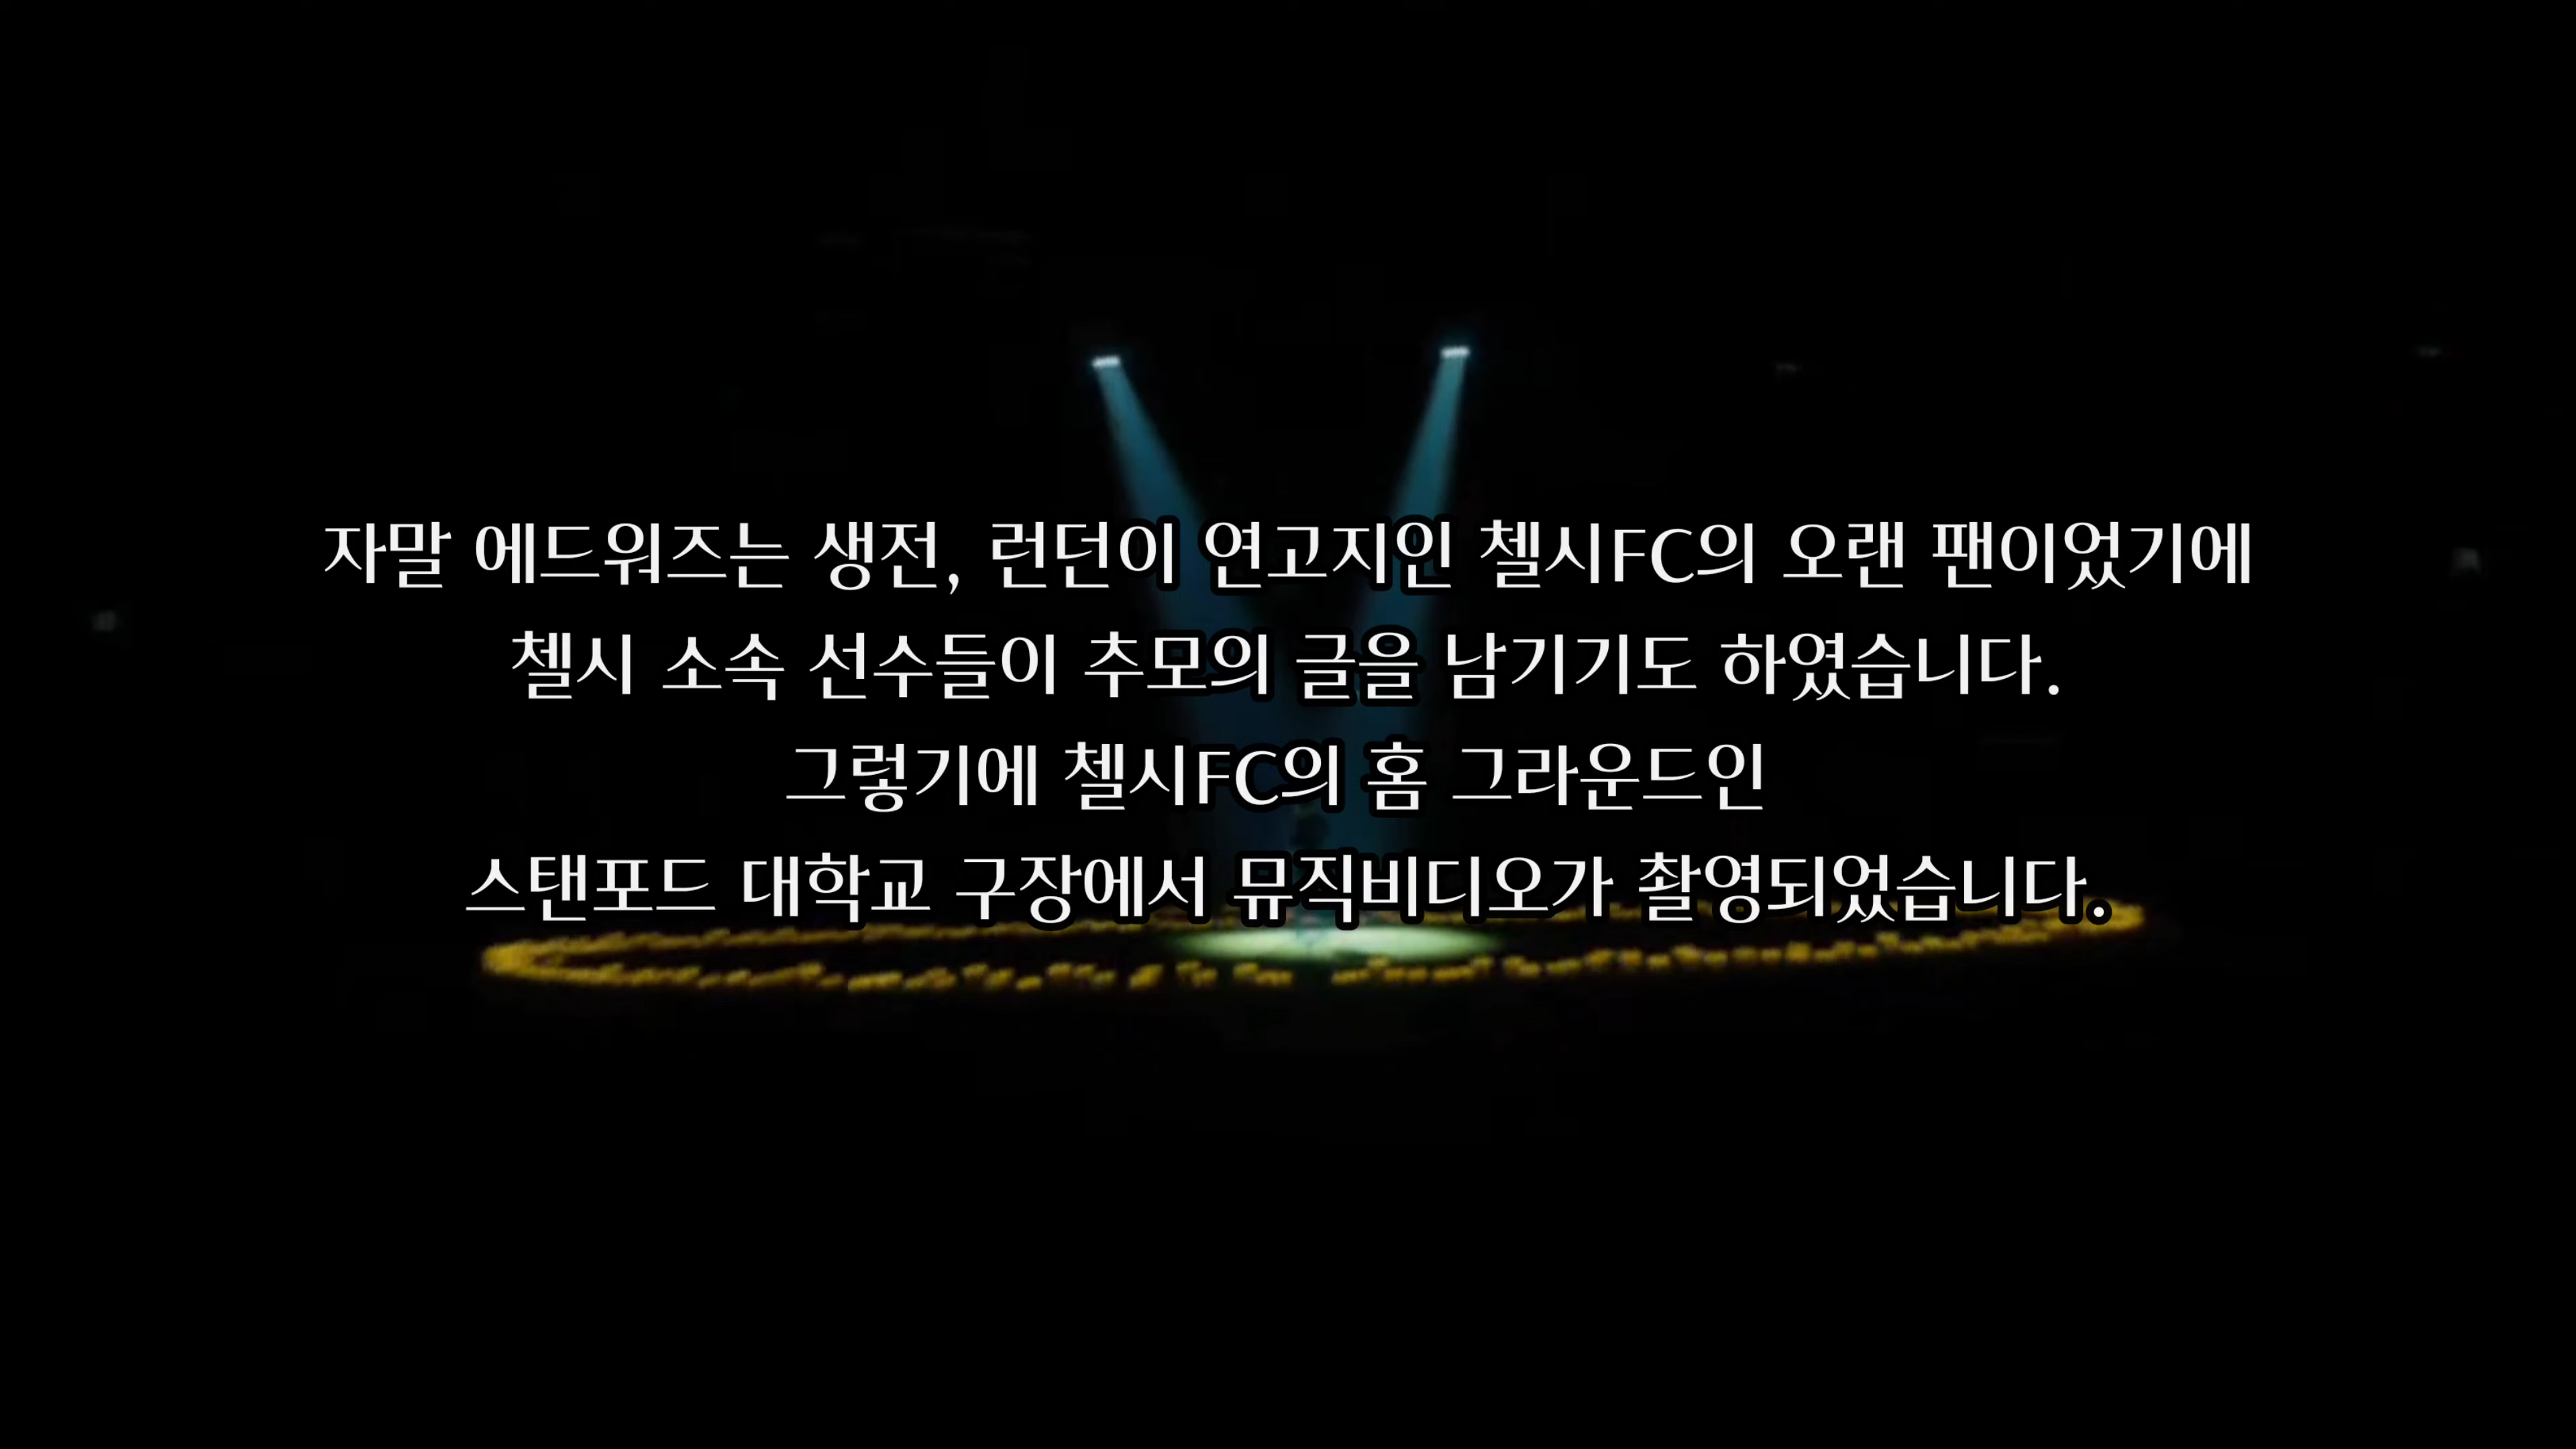 자말 에드워즈는 생전, 런던이 연고지인 첼시FC의 오랜 팬이었기에
첼시 소속 선수들이 추모의 글을 남기기도 하였습니다.
그렇기에 첼시FC의 홈 그라운드인
스탠포드 대학교 구장에서 뮤직비디오가 촬영되었습니다.